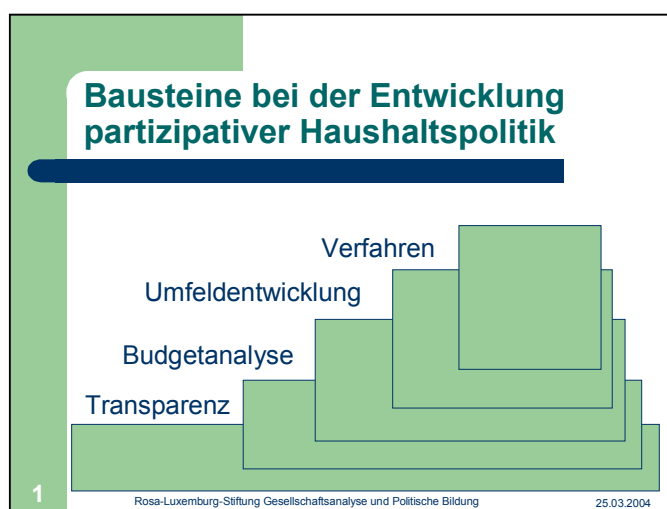 Bausteine bei der Entwicklung
partizipativer Haushaltspolitik
Verfahren
Umfeldentwicklung
Budgetanalyse
Transparenz
1
Rosa-Luxemburg-Stiftung Gesellschaftsanalyse und Politische Bildung
25.03.2004